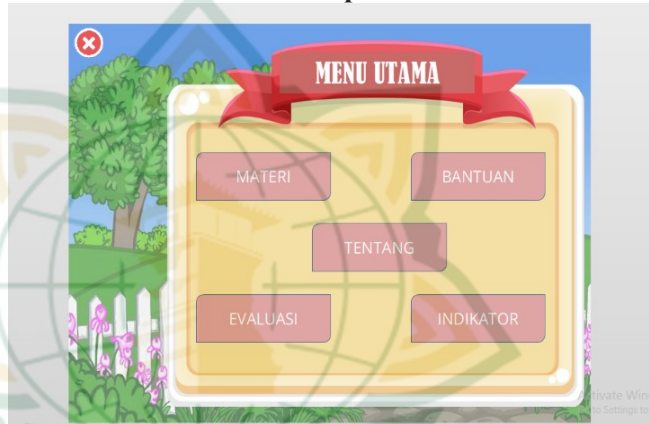 MENU UTAMA
MATERI
BANTUAN
TENTANG
EVALUASI
INDIKATOR